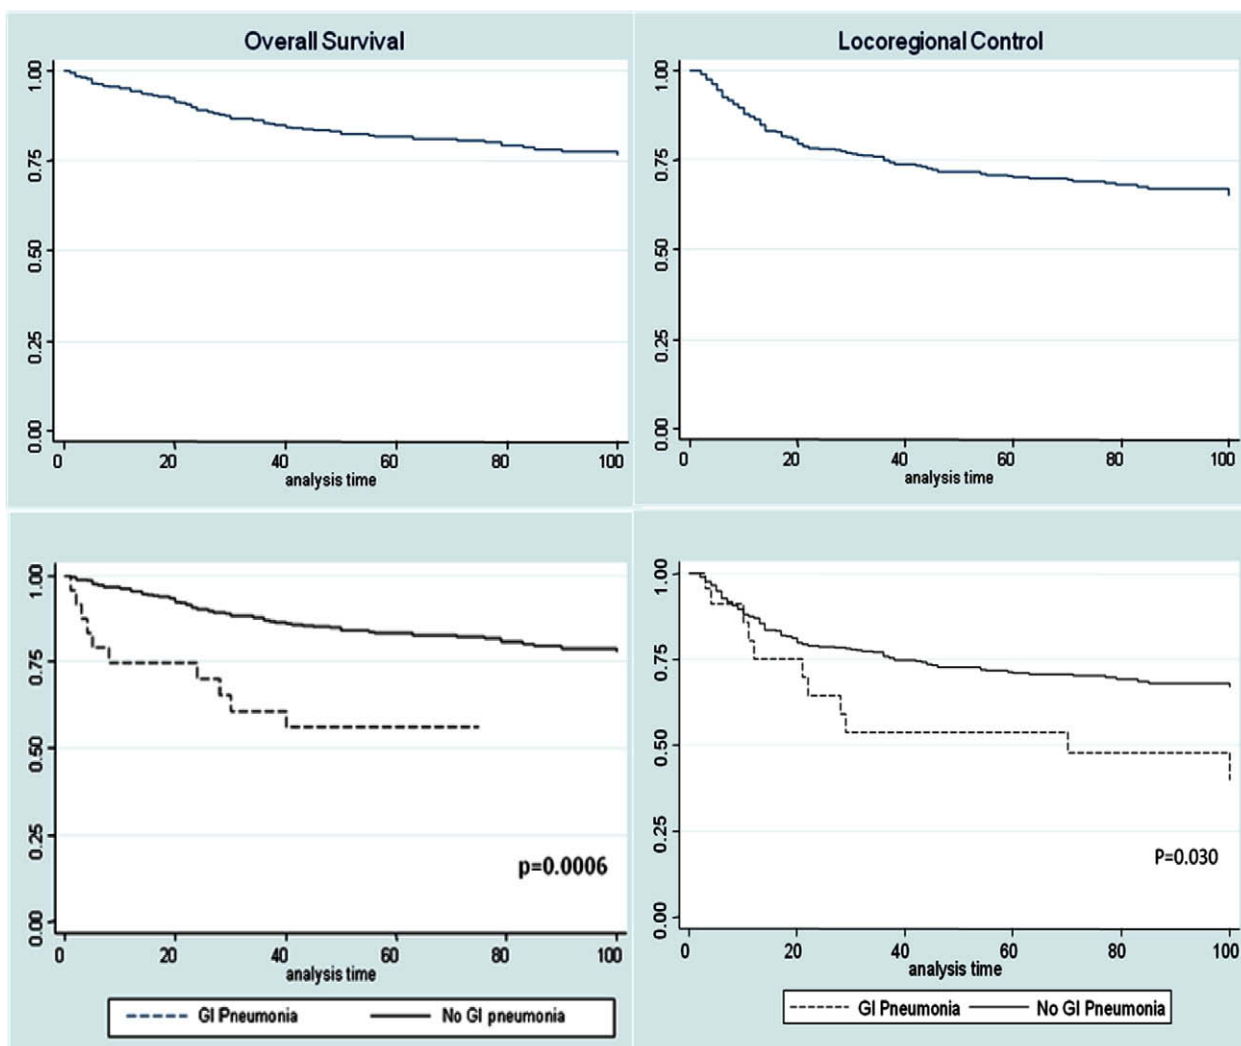 Overall Survival
1.00
0.75
0.50
0.25
0.00
0 20 40 60 80 100
analysis time
Locoregional Control
1.00
0.75
0.50
0.25
0.00
0 20 40 60 80 100
analysis time
1.00
0.75
0.50
0.25
0.00
p=0.0006
0 20 40 60 80 100
analysis time
GI Pneumonia No GI pneumonia
1.00
0.75
0.50
0.25
0.00
P=0.030
0 20 40 60 80 100
analysis time
GI Pneumonia No GI Pneumonia